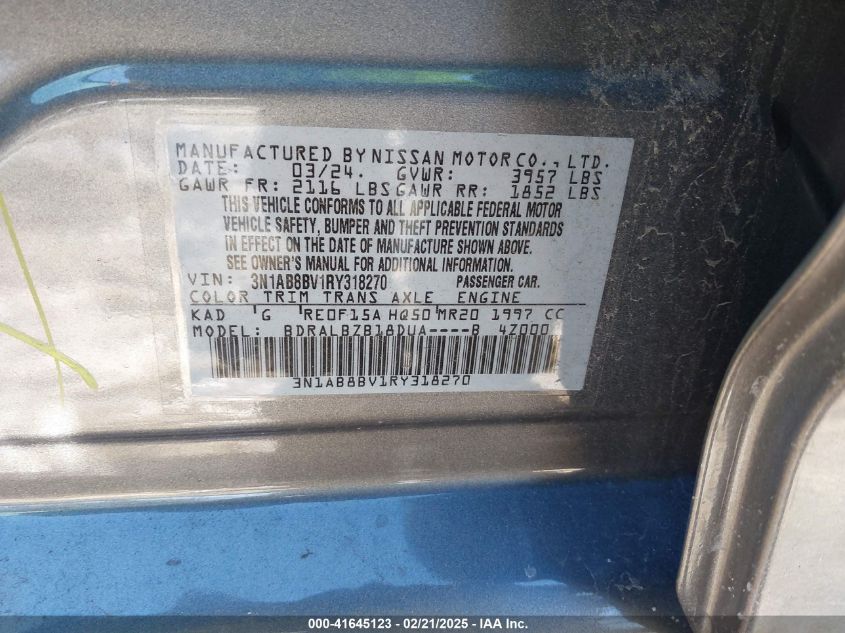 MANUFACTURED BY NISSAN MOTOR CO., LTD.
DATE: 03/24. GVWR: 3957 LBS
GAWR FR: 2116 LBS GAWR RR: 1852 LBS
THIS VEHICLE CONFORMS TO ALL APPLICABLE FEDERAL MOTOR
VEHICLE SAFETY, BUMPER AND THEFT PREVENTION STANDARDS
IN EFFECT ON THE DATE OF MANUFACTURE SHOWN ABOVE.
SEE OWNER'S MANUAL FOR ADDITIONAL INFORMATION.
VIN: 3N1AB8BV1RY318270 PASSENGER CAR.
COLOR TRIM TRANS AXLE ENGINE
KAD 'G 'RE0F15A HQ50'MR20 1997 CC
MODEL: BDRALBZB18DUA----B 4Z000
3N1AB8BV1RY318270
000-41645123 — 02/21/2025 — IAA Inc.